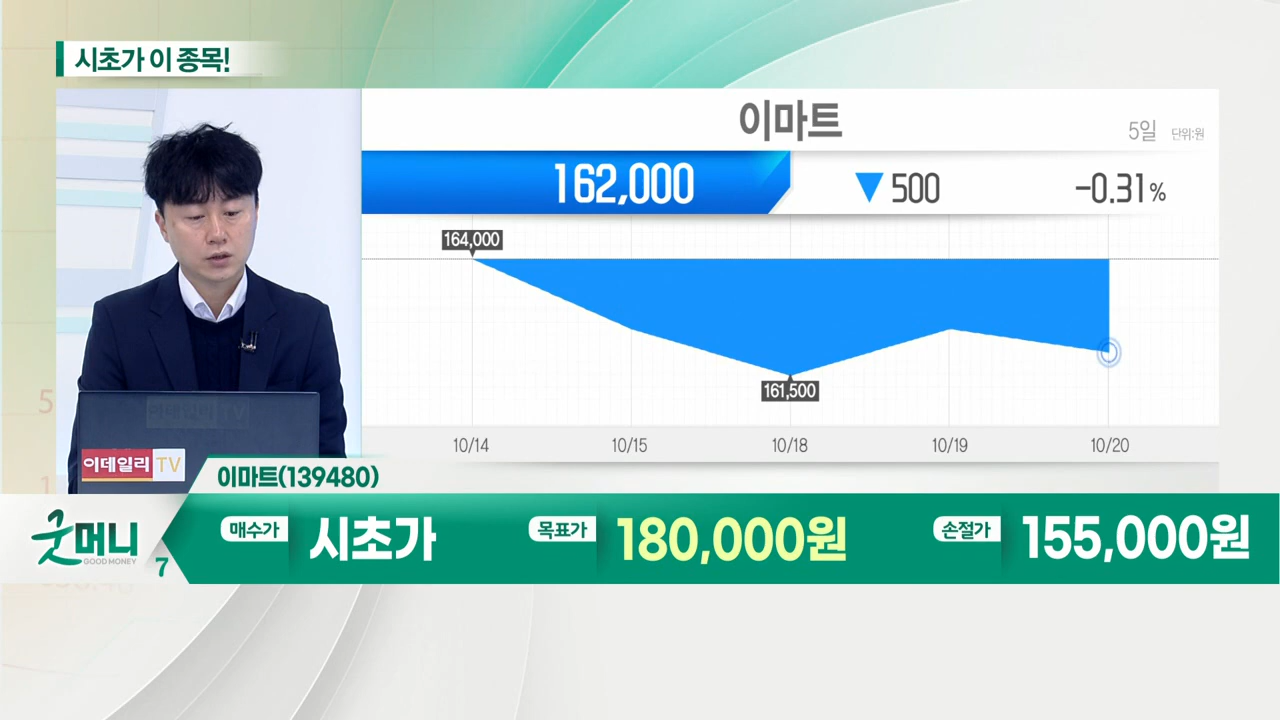 시초가 이 종목!
이마트
5일 단위:원
162,000 ▼500 -0.31%
164,000
161,500
10/14 10/15 10/18 10/19 10/20
이데일리 TV
이마트(139480)
굿머니
GOOD MONEY
7
매수가 시초가 목표가 180,000원 손절가 155,000원
5
1